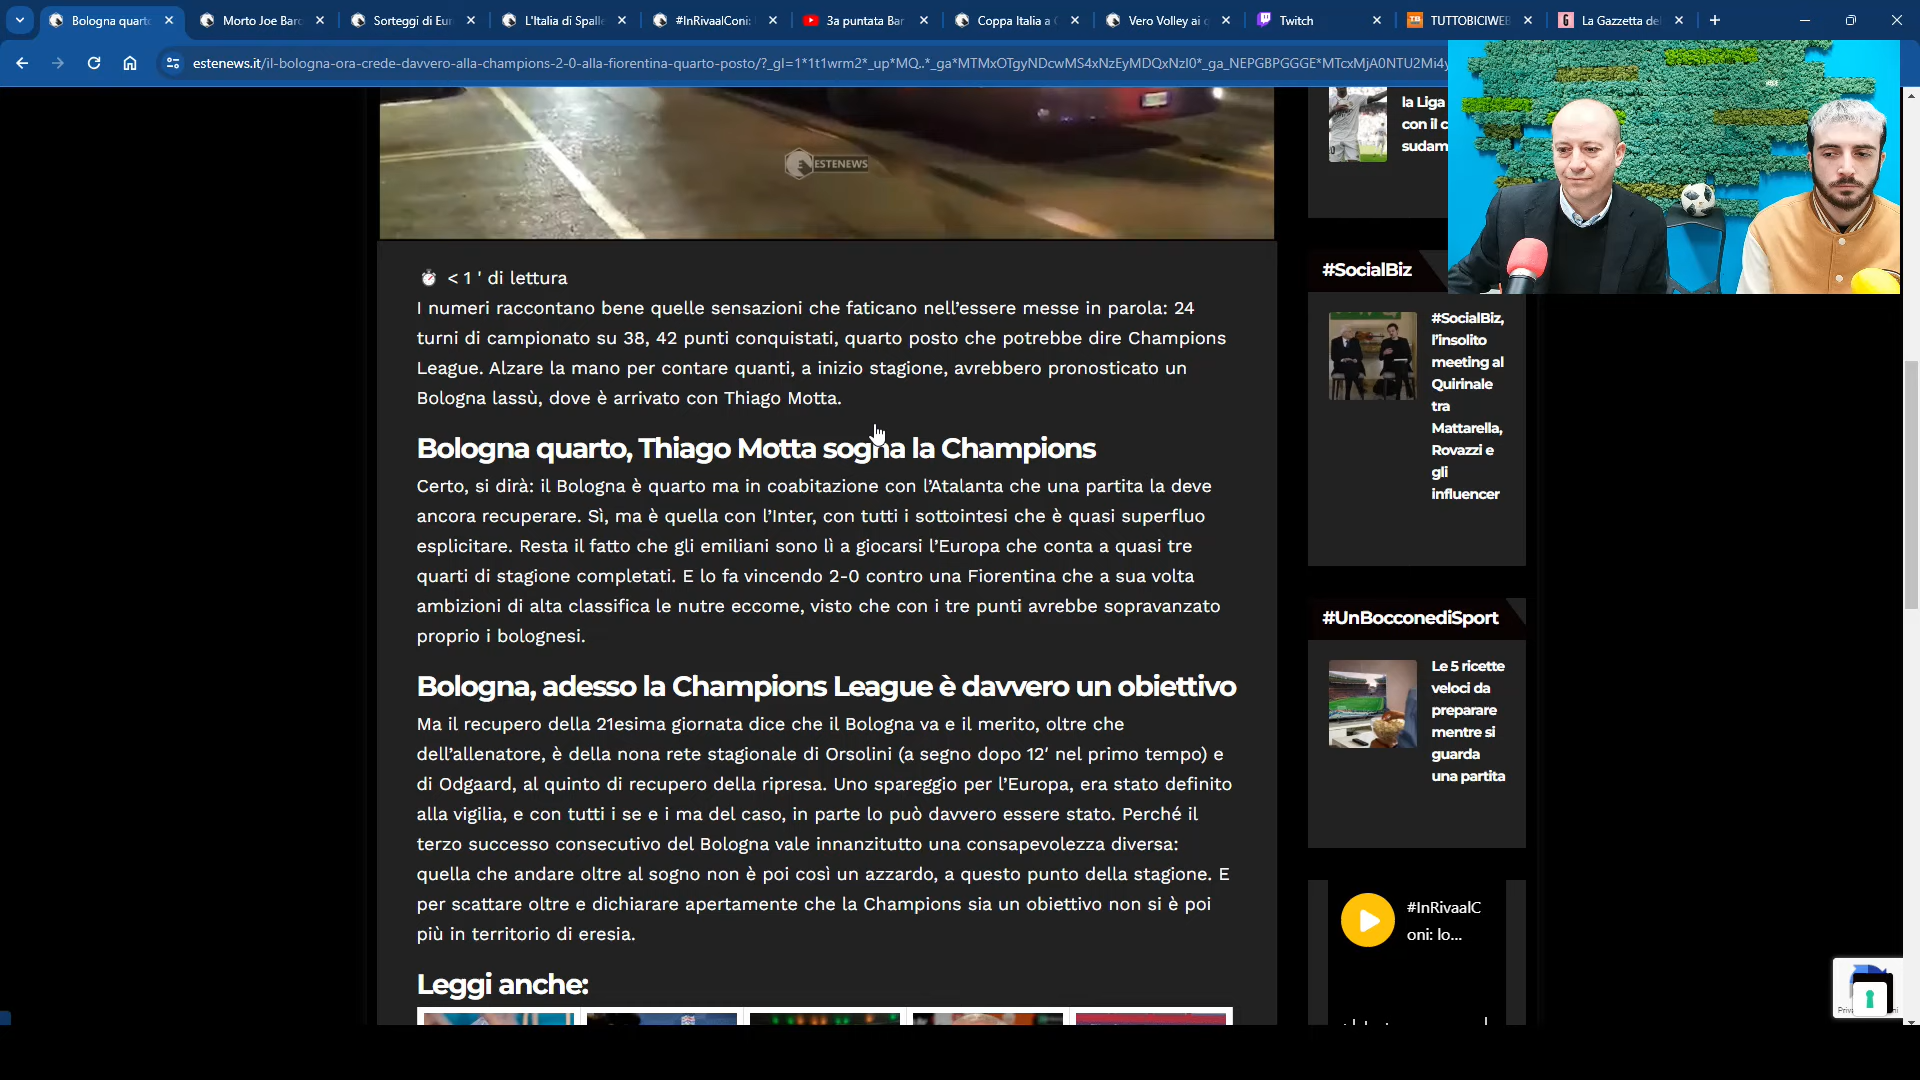 Bologna quarto
Morto Joe Baro
Sorteggi di Eur
L'Italia di Spalle
#InRivaalConi:
3a puntata Bar
Coppa Italia a
Vero Volley ai q
Twitch
TUTTOBICIWEB
La Gazzetta de
estenews.it/il-bologna-ora-crede-davvero-alla-champions-2-0-alla-fiorentina-quarto-posto/?_gl=1*1t1wrm2*_up*MQ..*_ga*MTMxOTgyNDcwMS4xNzEyMDQxNzI0*_ga_NEPGBPGGGE*MTcxMjA0NTU2Mi4y
ESTENEWS
la Liga
con il c
sudam
< 1 ' di lettura
I numeri raccontano bene quelle sensazioni che faticano nell’essere messe in parola: 24
turni di campionato su 38, 42 punti conquistati, quarto posto che potrebbe dire Champions
League. Alzare la mano per contare quanti, a inizio stagione, avrebbero pronosticato un
Bologna lassù, dove è arrivato con Thiago Motta.
Bologna quarto, Thiago Motta sogna la Champions
Certo, si dirà: il Bologna è quarto ma in coabitazione con l’Atalanta che una partita la deve
ancora recuperare. Sì, ma è quella con l’Inter, con tutti i sottointesi che è quasi superfluo
esplicitare. Resta il fatto che gli emiliani sono lì a giocarsi l’Europa che conta a quasi tre
quarti di stagione completati. E lo fa vincendo 2-0 contro una Fiorentina che a sua volta
ambizioni di alta classifica le nutre eccome, visto che con i tre punti avrebbe sopravanzato
proprio i bolognesi.
Bologna, adesso la Champions League è davvero un obiettivo
Ma il recupero della 21esima giornata dice che il Bologna va e il merito, oltre che
dell’allenatore, è della nona rete stagionale di Orsolini (a segno dopo 12′ nel primo tempo) e
di Odgaard, al quinto di recupero della ripresa. Uno spareggio per l’Europa, era stato definito
alla vigilia, e con tutti i se e i ma del caso, in parte lo può davvero essere stato. Perché il
terzo successo consecutivo del Bologna vale innanzitutto una consapevolezza diversa:
quella che andare oltre al sogno non è poi così un azzardo, a questo punto della stagione. E
per scattare oltre e dichiarare apertamente che la Champions sia un obiettivo non si è poi
più in territorio di eresia.
Leggi anche:
#SocialBiz
#SocialBiz,
l’insolito
meeting al
Quirinale
tra
Mattarella,
Rovazzi e
gli
influencer
#UnBocconediSport
Le 5 ricette
veloci da
preparare
mentre si
guarda
una partita
#InRivaalC
oni: lo...